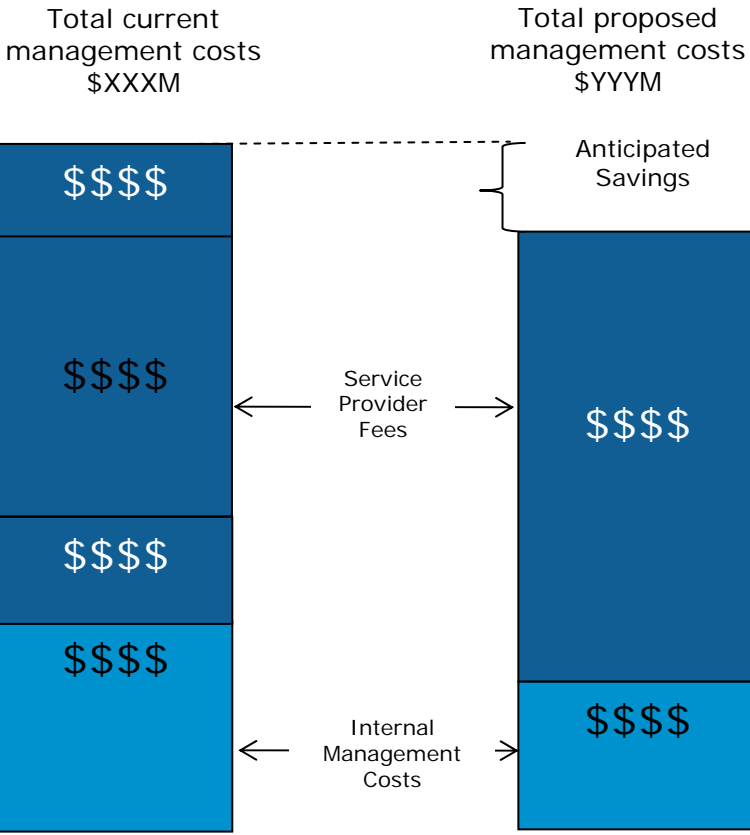 Total current
management costs
$XXXM
Total proposed
management costs
$YYYM
Anticipated
Savings
$$$$
$$$$
Service
Provider
Fees
$$$$
$$$$
$$$$
Internal
Management
Costs
$$$$